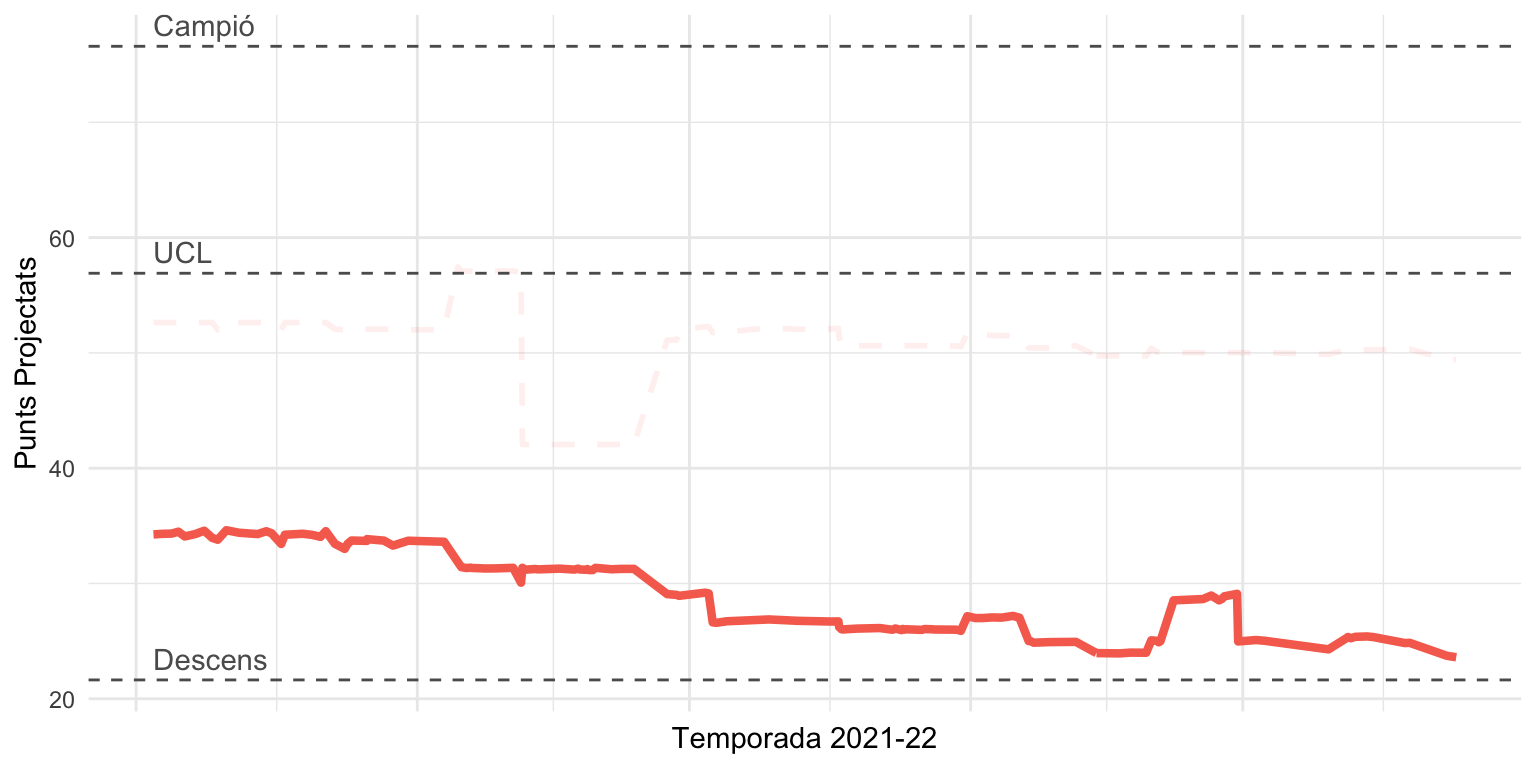 Campió
60
UCL
Punts Projectats
40
Descens
20
Temporada 2021-22